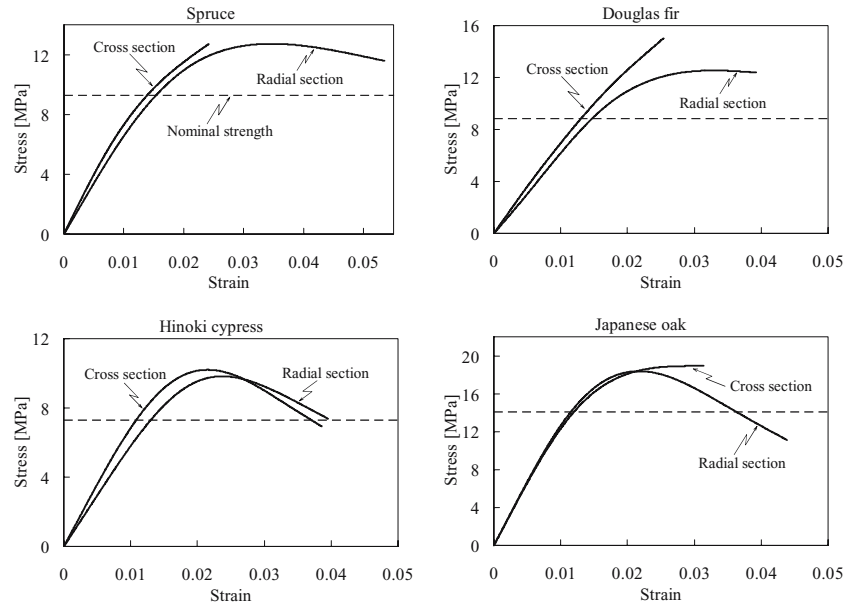 Spruce
12
8
4
0
Stress [MPa]
Cross section
Radial section
Nominal strength
0 0.01 0.02 0.03 0.04 0.05
Strain
Douglas fir
16
12
8
4
0
Stress [MPa]
Cross section
Radial section
0 0.01 0.02 0.03 0.04 0.05
Strain
Hinoki cypress
12
8
4
0
Stress [MPa]
Cross section
Radial section
0 0.01 0.02 0.03 0.04 0.05
Strain
Japanese oak
20
16
12
8
4
0
Stress [MPa]
Cross section
Radial section
0 0.01 0.02 0.03 0.04 0.05
Strain